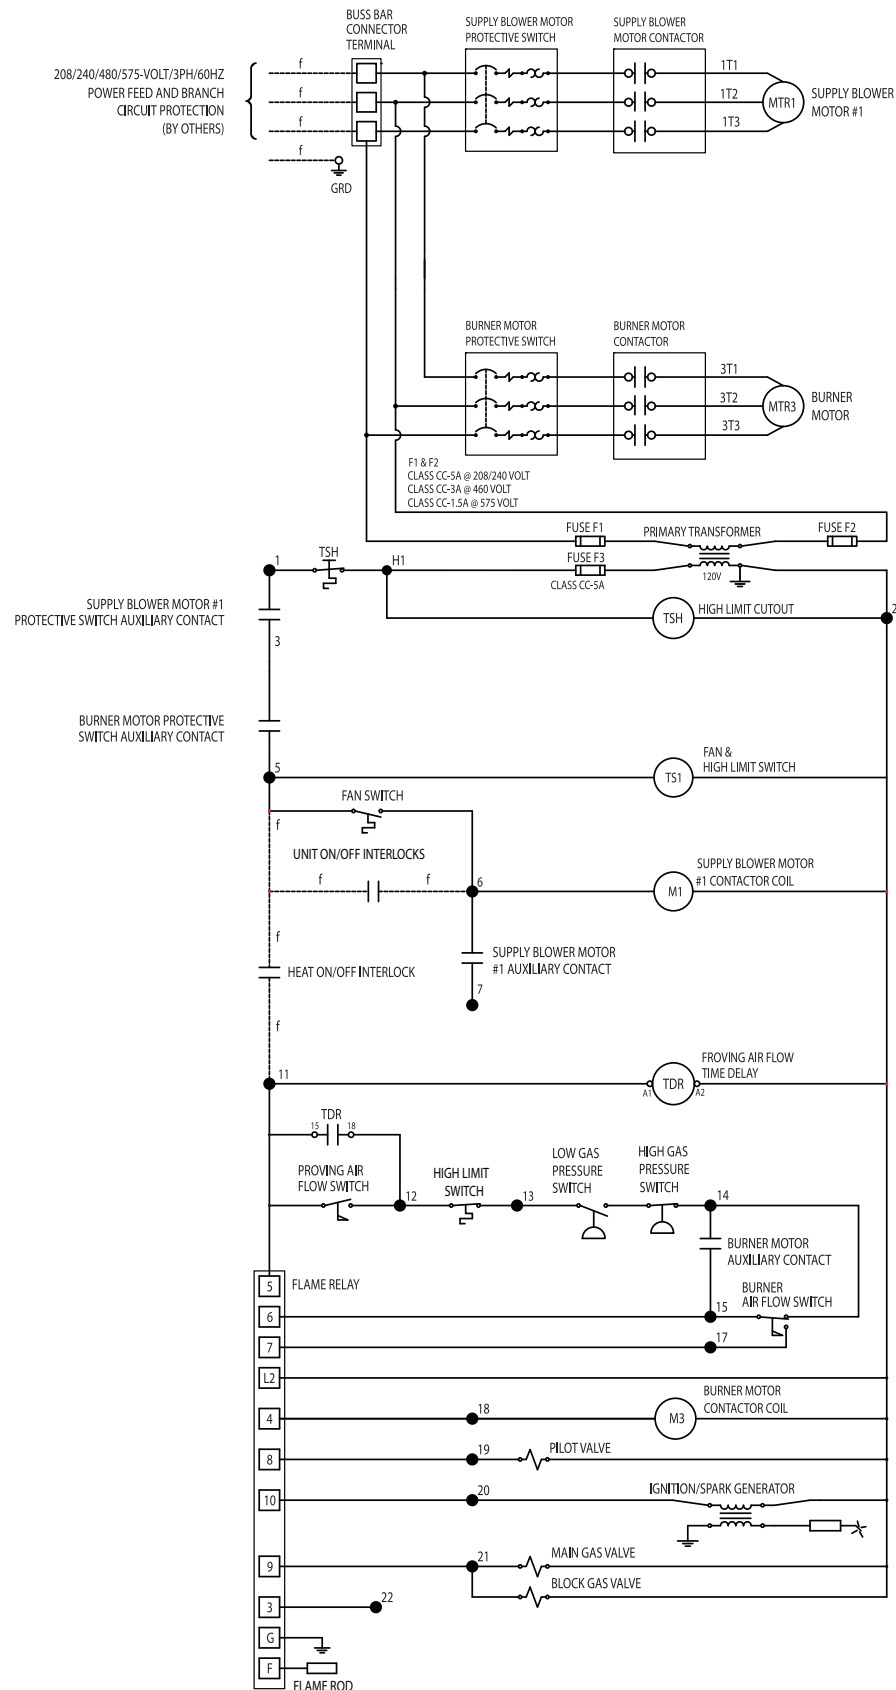 BUSS BAR
CONNECTOR
TERMINAL
SUPPLY BLOWER MOTOR
PROTECTIVE SWITCH
SUPPLY BLOWER
MOTOR CONTACTOR
208/240/480/575-VOLT/3PH/60HZ
POWER FEED AND BRANCH
CIRCUIT PROTECTION
(BY OTHERS)
f
f
f
f
GRD
1T1
1T2
1T3
MTR1
SUPPLY BLOWER
MOTOR #1
BURNER MOTOR
PROTECTIVE SWITCH
BURNER MOTOR
CONTACTOR
3T1
3T2
3T3
MTR3
BURNER
MOTOR
F1 & F2
CLASS CC-5A @ 208/240 VOLT
CLASS CC-3A @ 460 VOLT
CLASS CC-1.5A @ 575 VOLT
FUSE F1
PRIMARY TRANSFORMER
FUSE F2
1
TSH
H1
FUSE F3
CLASS CC-5A
120V
SUPPLY BLOWER MOTOR #1
PROTECTIVE SWITCH AUXILIARY CONTACT
3
TSH
HIGH LIMIT CUTOUT
2
BURNER MOTOR PROTECTIVE
SWITCH AUXILIARY CONTACT
5
TS1
FAN &
HIGH LIMIT SWITCH
FAN SWITCH
f
UNIT ON/OFF INTERLOCKS
f
f
6
M1
SUPPLY BLOWER MOTOR
#1 CONTACTOR COIL
f
HEAT ON/OFF INTERLOCK
SUPPLY BLOWER MOTOR
#1 AUXILIARY CONTACT
7
f
11
A1
TDR
A2
FROVING AIR FLOW
TIME DELAY
TDR
15
18
PROVING AIR
FLOW SWITCH
12
HIGH LIMIT
SWITCH
13
LOW GAS
PRESSURE
SWITCH
HIGH GAS
PRESSURE
SWITCH
14
BURNER MOTOR
AUXILIARY CONTACT
5
FLAME RELAY
BURNER
AIR FLOW SWITCH
6
15
7
17
L2
4
18
M3
BURNER MOTOR
CONTACTOR COIL
8
19
PILOT VALVE
10
20
IGNITION/SPARK GENERATOR
9
21
MAIN GAS VALVE
BLOCK GAS VALVE
3
22
G
F
FLAME ROD